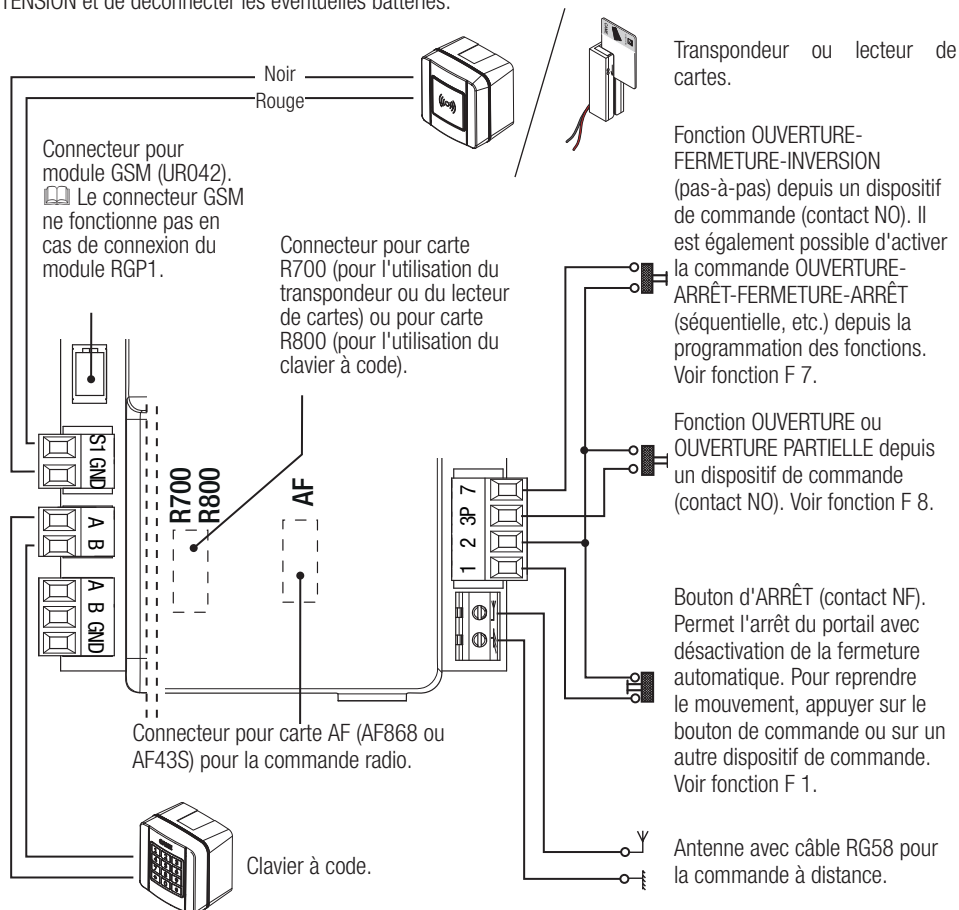 TENSION et de déconnecter les éventuelles batteries.
Noir
Rouge
Transpondeur ou lecteur de
cartes.
Connecteur pour
module GSM (UR042).
Le connecteur GSM
ne fonctionne pas en
cas de connexion du
module RGP1.
Connecteur pour carte
R700 (pour l'utilisation du
transpondeur ou du lecteur
de cartes) ou pour carte
R800 (pour l'utilisation du
clavier à code).
Fonction OUVERTURE-
FERMETURE-INVERSION
(pas-à-pas) depuis un dispositif
de commande (contact NO). Il
est également possible d'activer
la commande OUVERTURE-
ARRÊT-FERMETURE-ARRÊT
(séquentielle, etc.) depuis la
programmation des fonctions.
Voir fonction F 7.
Fonction OUVERTURE ou
OUVERTURE PARTIELLE depuis
un dispositif de commande
(contact NO). Voir fonction F 8.
S1 GND
A B
A B GND
R700
R800
AF
1 2 3P 7
Bouton d'ARRÊT (contact NF).
Permet l'arrêt du portail avec
désactivation de la fermeture
automatique. Pour reprendre
le mouvement, appuyer sur le
bouton de commande ou sur un
autre dispositif de commande.
Voir fonction F 1.
Connecteur pour carte AF (AF868 ou
AF43S) pour la commande radio.
Clavier à code.
Antenne avec câble RG58 pour
la commande à distance.